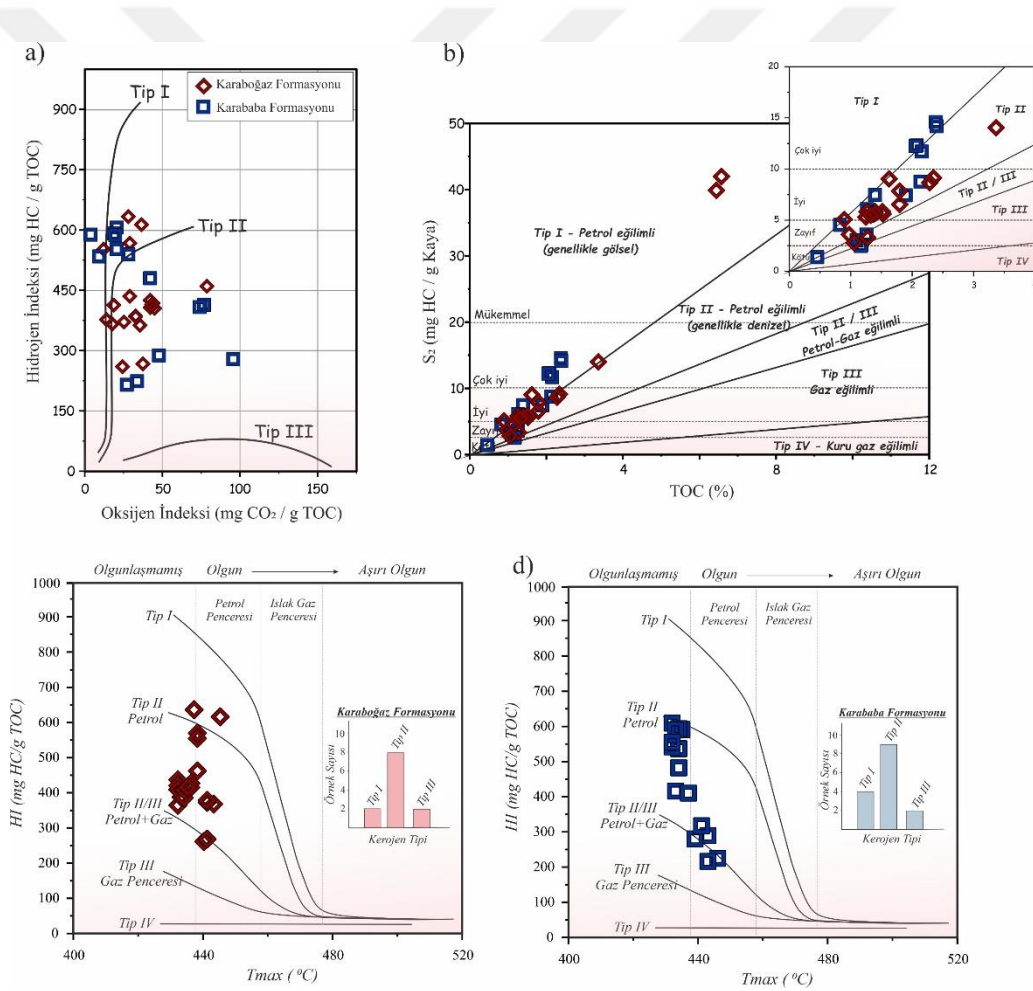 a)
Hidrojen İndeksi (mg HC / g TOC)
900
750
600
450
300
150
0
0
50
100
150
Oksijen İndeksi (mg CO₂ / g TOC)
Tip I
Tip II
Tip III
Karaboğaz Formasyonu
Karababa Formasyonu
b)
S₂ (mg HC / g Kaya)
50
40
30
20
10
0
0
4
8
12
TOC (%)
Tip I - Petrol eğilimli
(genellikle gölsel)
Tip II - Petrol eğilimli
(genellikle denizel)
Tip II / III
Petrol-Gaz eğilimli
Tip III
Gaz eğilimli
Tip IV - Kuru gaz eğilimli
Mükemmel
Çok iyi
İyi
Zayıf
20
15
10
5
0
0
1
2
3
Tip I
Tip II
Tip II / III
Tip III
Tip IV
Çok iyi
İyi
Zayıf
Kötü
Olgunlaşmamış
Olgun
Aşırı Olgun
Petrol
Penceresi
Islak Gaz
Penceresi
HI (mg HC/g TOC)
1000
900
800
700
600
500
400
300
200
100
0
Tip I
Tip II
Petrol
Tip II/III
Petrol+Gaz
Tip III
Gaz Penceresi
Tip IV
Karaboğaz Formasyonu
Örnek Sayısı
10
8
6
4
2
Tip I
Tip II
Tip III
Kerojen Tipi
400
440
480
520
Tmax ( ⁰C)
d)
Olgunlaşmamış
Olgun
Aşırı Olgun
Petrol
Penceresi
Islak Gaz
Penceresi
HI (mg HC/g TOC)
1000
900
800
700
600
500
400
300
200
100
0
Tip I
Tip II
Petrol
Tip II/III
Petrol+Gaz
Tip III
Gaz Penceresi
Tip IV
Karababa Formasyonu
Örnek Sayısı
10
8
6
4
2
Tip I
Tip II
Tip III
Kerojen Tipi
400
440
480
520
Tmax ( ⁰C)